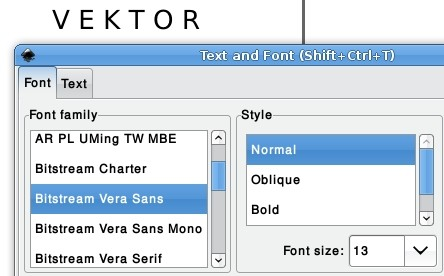 VEKTOR
Text and Font (Shift+Ctrl+T)
Font Text
Font family
Style
AR PL UMing TW MBE
Bitstream Charter
Bitstream Vera Sans
Bitstream Vera Sans Mono
Bitstream Vera Serif
Normal
Oblique
Bold
Font size: 13